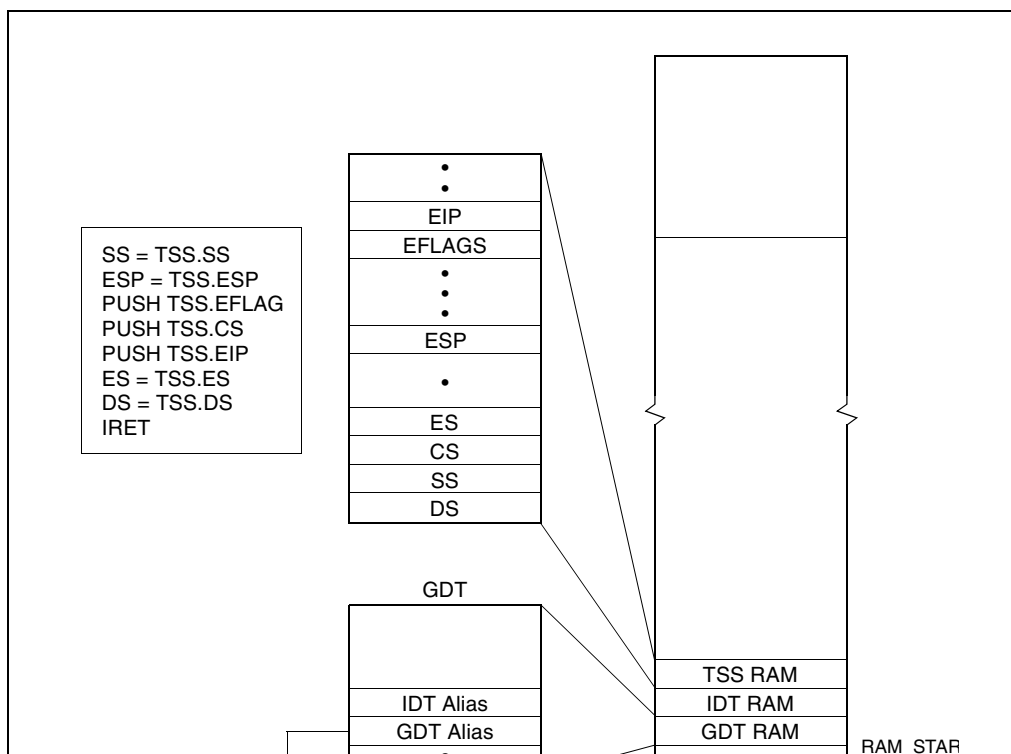 SS = TSS.SS
ESP = TSS.ESP
PUSH TSS.EFLAG
PUSH TSS.CS
PUSH TSS.EIP
ES = TSS.ES
DS = TSS.DS
IRET
EIP
EFLAGS
ESP
ES
CS
SS
DS
GDT
IDT Alias
GDT Alias
TSS RAM
IDT RAM
GDT RAM
RAM_STAR